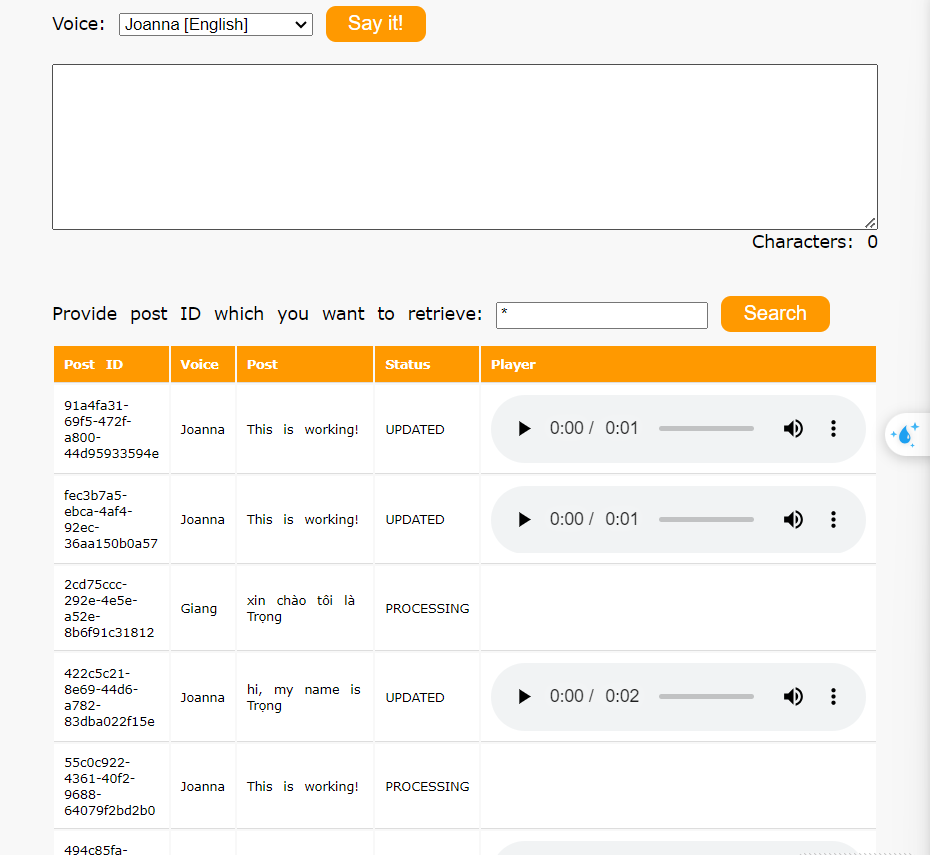 Voice: Joanna [English] Say it!
Characters: 0
Provide post ID which you want to retrieve: * Search
Post ID Voice Post Status Player
91a4fa31-
69f5-472f-
a800-
44d95933594e
Joanna This is working! UPDATED 0:00 / 0:01
fec3b7a5-
ebca-4af4-
92ec-
36aa150b0a57
Joanna This is working! UPDATED 0:00 / 0:01
2cd75ccc-
292e-4e5e-
a52e-
8b6f91c31812
Giang
xin chào tôi là
Trọng
PROCESSING
422c5c21-
8e69-44d6-
a782-
83dba022f15e
Joanna
hi, my name is
Trọng
UPDATED 0:00 / 0:02
55c0c922-
4361-40f2-
9688-
64079f2bd2b0
Joanna This is working! PROCESSING
494c85fa-